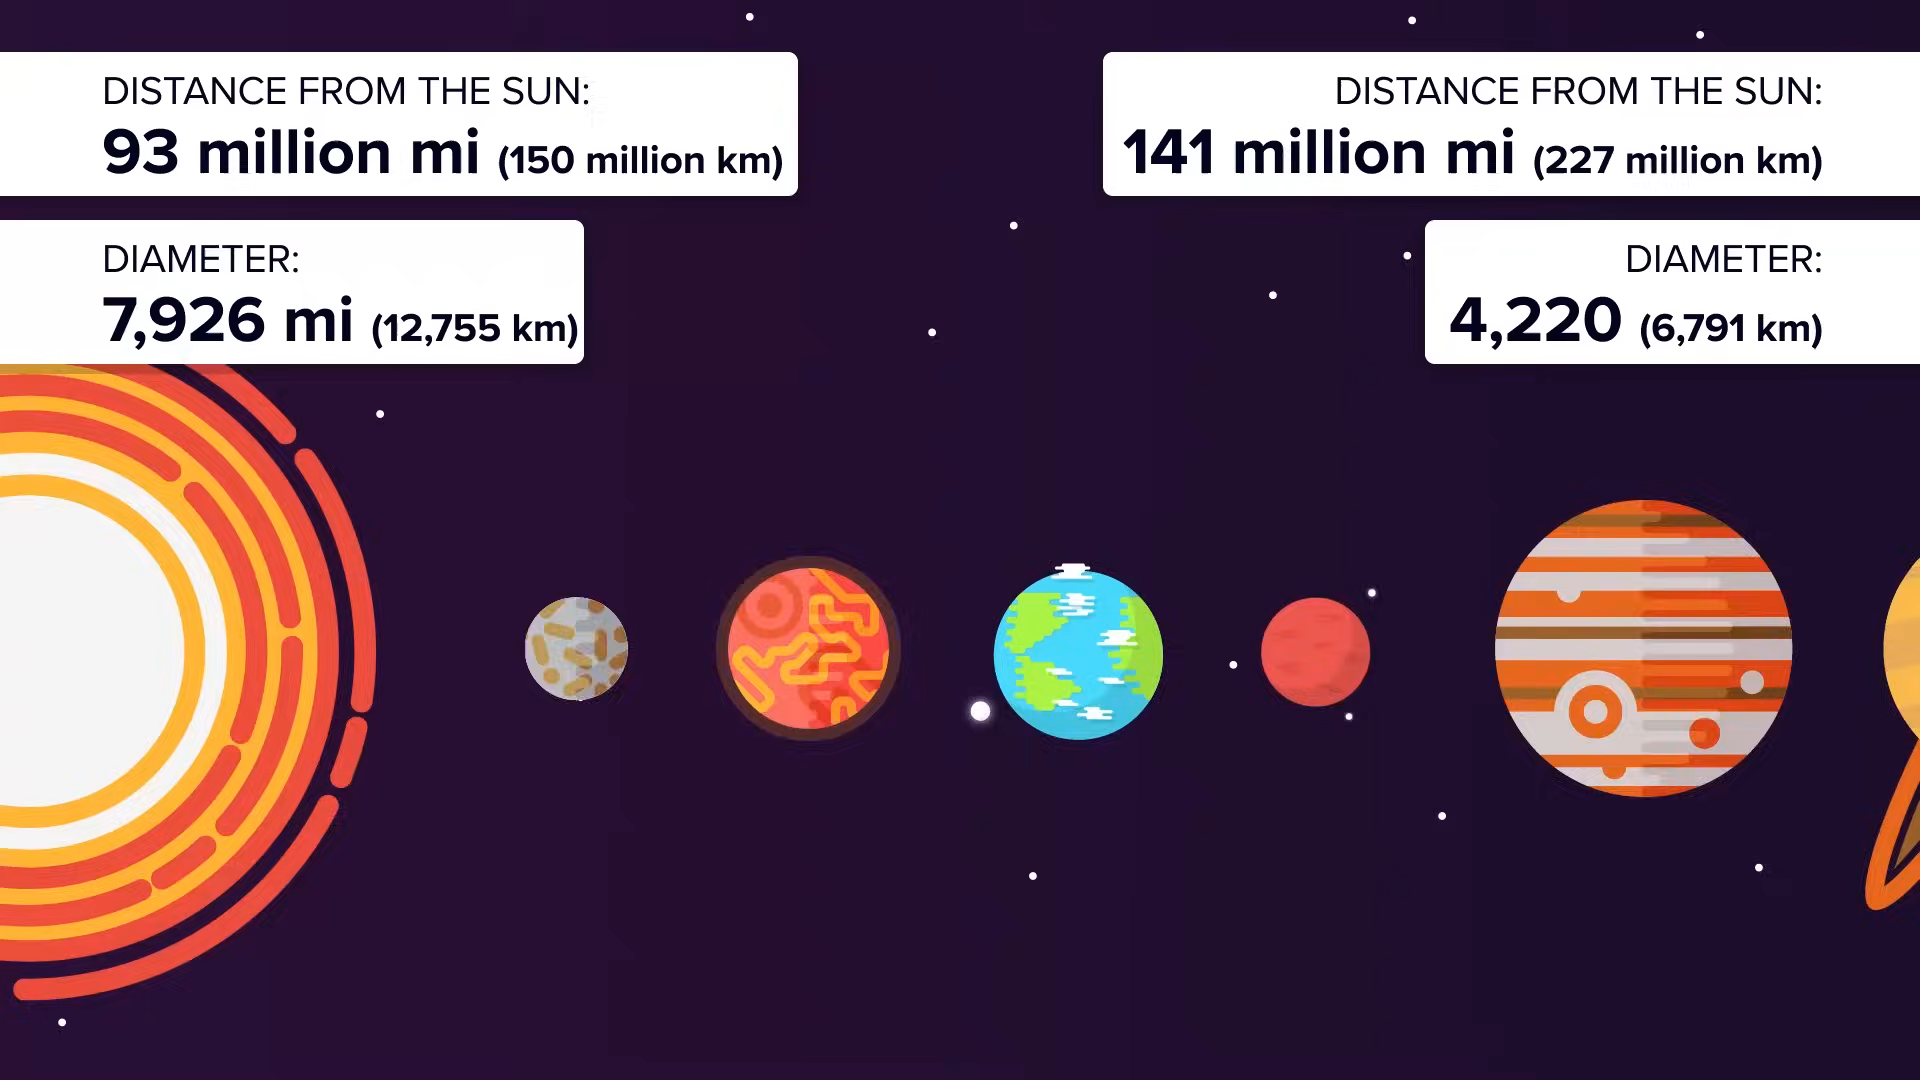 DISTANCE FROM THE SUN:
93 million mi (150 million km)
DIAMETER:
7,926 mi (12,755 km)
DISTANCE FROM THE SUN:
141 million mi (227 million km)
DIAMETER:
4,220 (6,791 km)